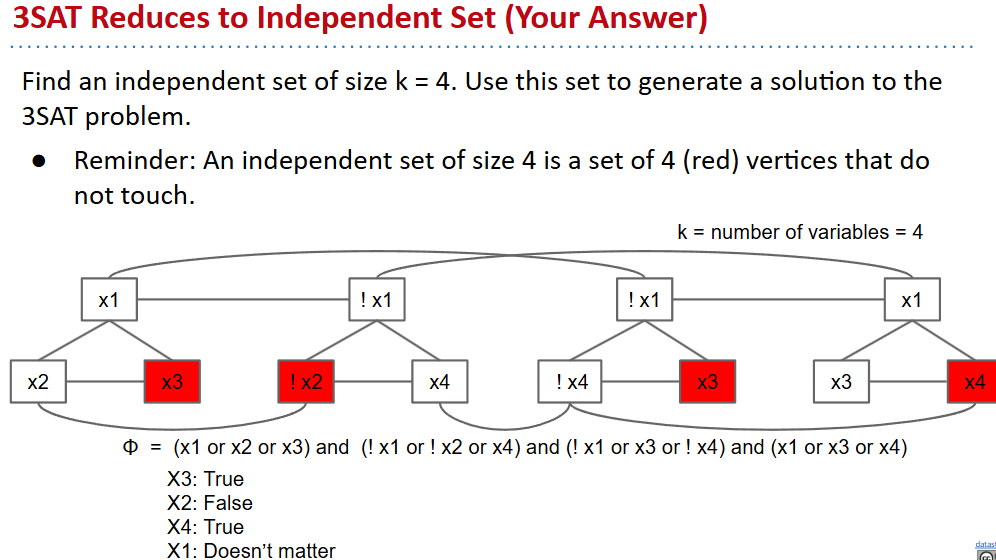 3SAT Reduces to Independent Set (Your Answer)
Find an independent set of size k = 4. Use this set to generate a solution to the
3SAT problem.
● Reminder: An independent set of size 4 is a set of 4 (red) vertices that do
not touch.
k = number of variables = 4
x1 ! x1 ! x1 x1
x2 x3 ! x2 x4 ! x4 x3 x3 x4
Φ = (x1 or x2 or x3) and (! x1 or ! x2 or x4) and (! x1 or x3 or ! x4) and (x1 or x3 or x4)
X3: True
X2: False
X4: True
X1: Doesn't matter
datast
cc